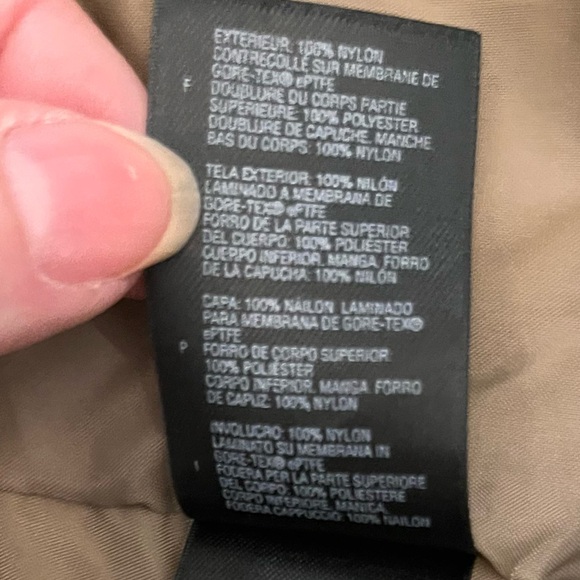 EXTERIEUR: 100% NYLON
CONTRECOLLÉ SUR MEMBRANE DE
GORE-TEX® ePTFE
F
DOUBLURE DU CORPS PARTIE
SUPERIEURE: 100% POLYESTER
DOUBLURE DE CAPUCHE, MANCHE,
BAS DU CORPS: 100% NYLON
TELA EXTERIOR: 100% NILÓN
LAMINADO A MEMBRANA DE
GORE-TEX® ePTFE
FORRO DE LA PARTE SUPERIOR
DEL CUERPO: 100% POLIÉSTER
CUERPO INFERIOR, MANGA, FORRO
DE LA CAPUCHA: 100% NILÓN
CAPA: 100% NÁILON LAMINADO
PARA MEMBRANA DE GORE-TEX®
ePTFE
P
FORRO DE CORPO SUPERIOR:
100% POLIÉSTER
CORPO INFERIOR, MANGA, FORRO
DE CAPUZ: 100% NYLON
INVOLUCRO: 100% NYLON
LAMINATO SU MEMBRANA IN
GORE-TEX® ePTFE
I
FODERA PER LA PARTE SUPERIORE
DEL CORPO: 100% POLIESTERE
CORPO INFERIORE, MANICA,
FODERA CAPPUCCIO: 100% NAILON